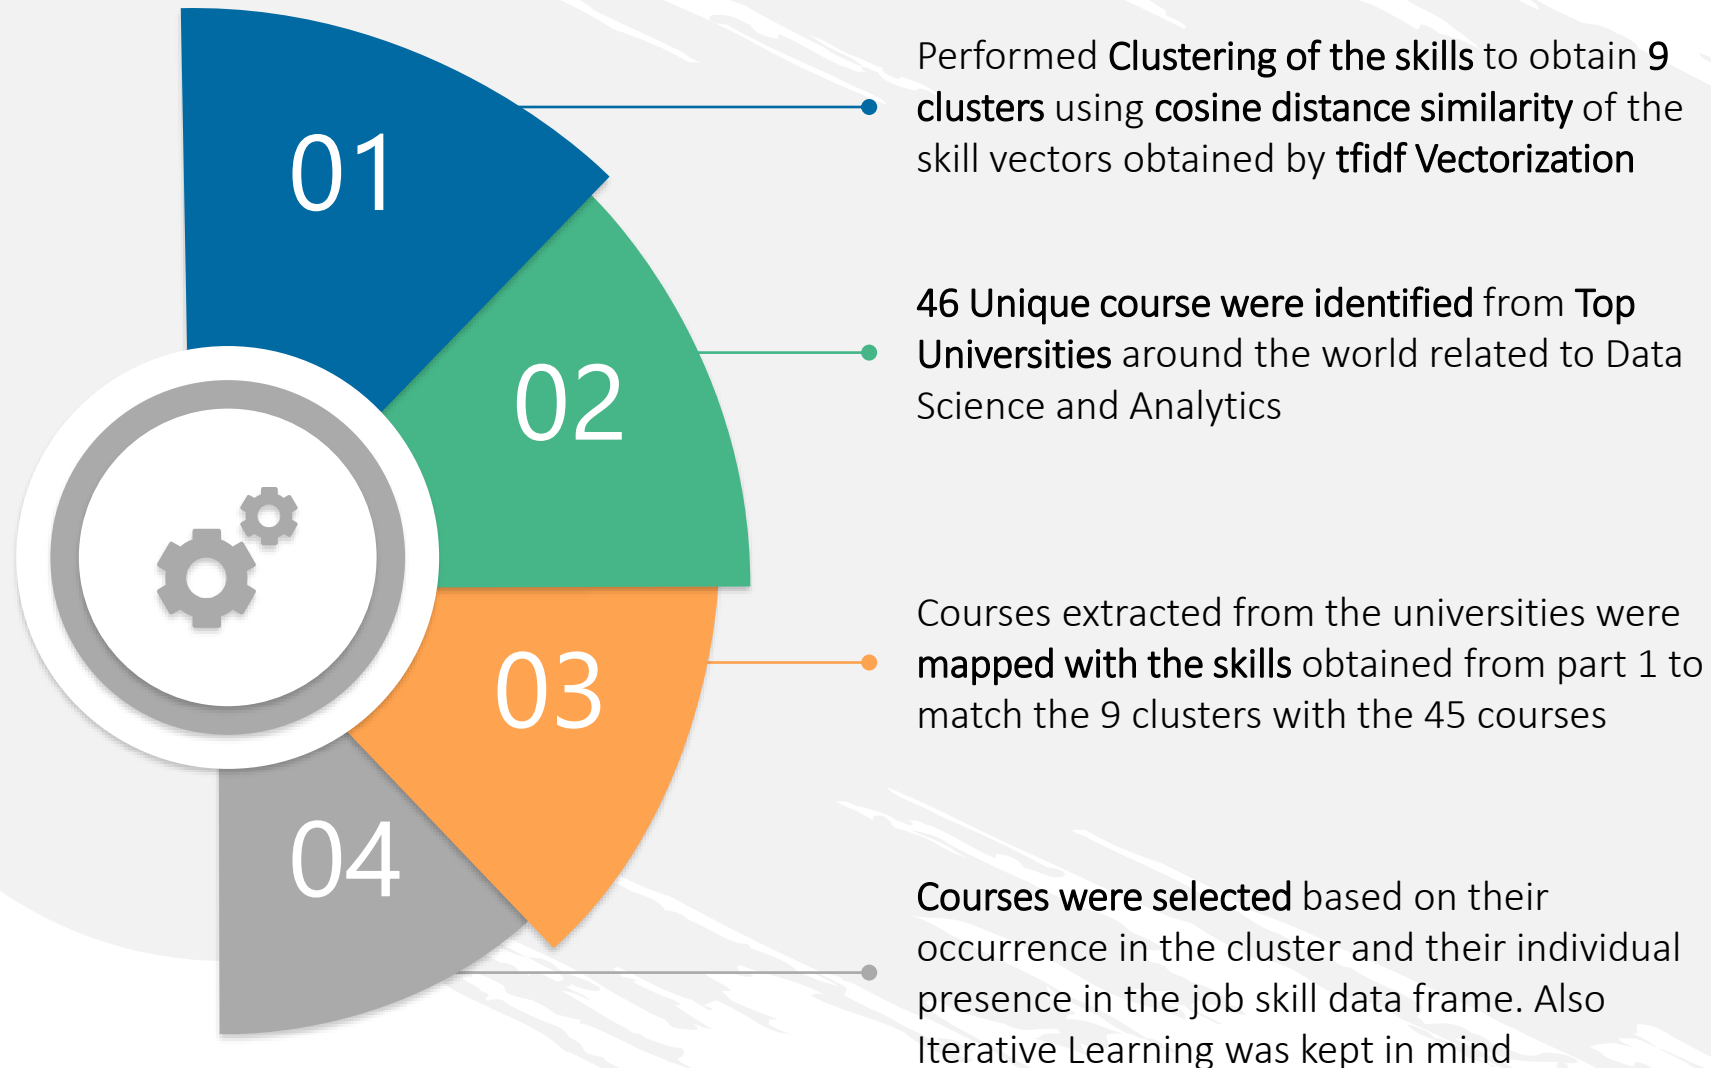 01
Performed Clustering of the skills to obtain 9
clusters using cosine distance similarity of the
skill vectors obtained by tfidf Vectorization
02
46 Unique course were identified from Top
Universities around the world related to Data
Science and Analytics
03
Courses extracted from the universities were
mapped with the skills obtained from part 1 to
match the 9 clusters with the 45 courses
04
Courses were selected based on their
occurrence in the cluster and their individual
presence in the job skill data frame. Also
Iterative Learning was kept in mind